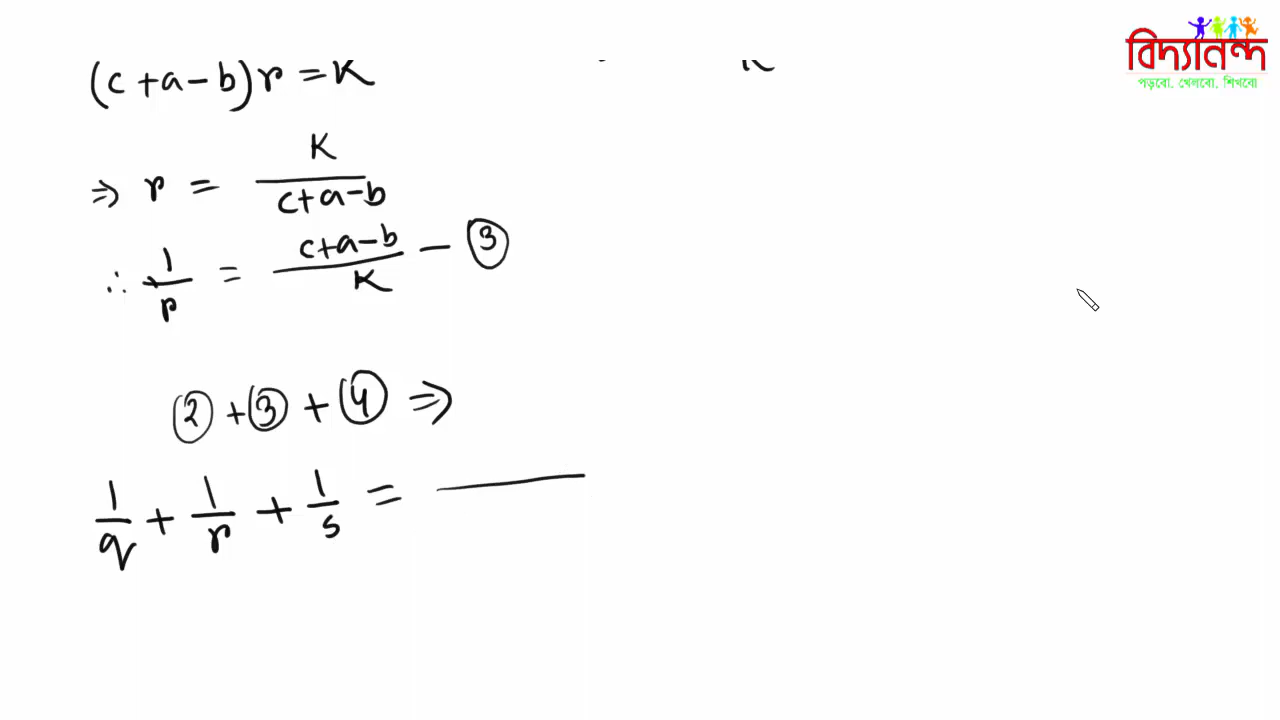 বিদ্যানন্দ
পড়বো, খেলবো, শিখবো
(c+a-b)r = K
⇒ r = K/(c+a-b)
∴ 1/r = (c+a-b)/K - ③
② + ③ + ④ ⇒
1/q + 1/r + 1/s =